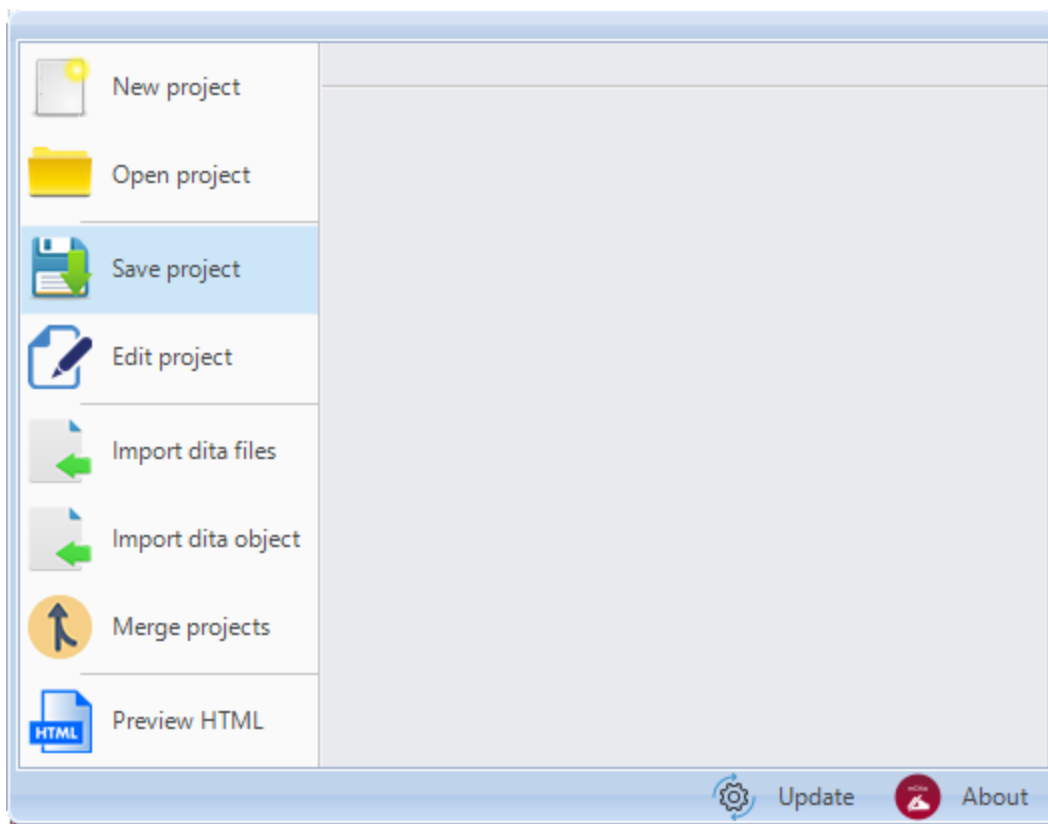 New project
Open project
Save project
Edit project
Import dita files
Import dita object
Merge projects
HTML
Preview HTML
Update
About